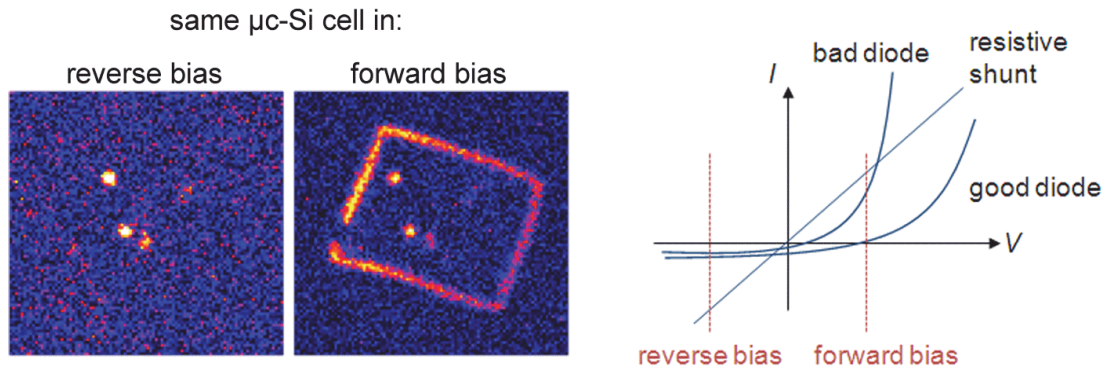 same µc-Si cell in:
reverse bias
forward bias
I
bad diode
resistive
shunt
good diode
V
reverse bias
forward bias